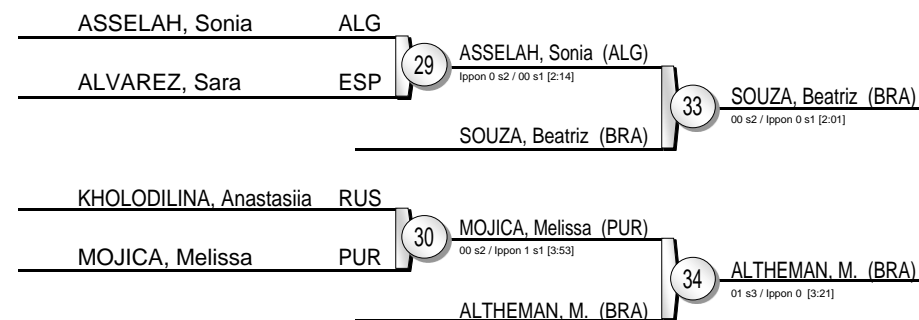 ASSELAH, Sonia ALG
29
ASSELAH, Sonia (ALG)
Ippon 0 s2 / 00 s1 [2:14]
ALVAREZ, Sara ESP
33
SOUZA, Beatriz (BRA)
00 s2 / Ippon 0 s1 [2:01]
SOUZA, Beatriz (BRA)
KHOLODILINA, Anastasiia RUS
30
MOJICA, Melissa (PUR)
00 s2 / Ippon 1 s1 [3:53]
MOJICA, Melissa PUR
34
ALTHEMAN, M. (BRA)
01 s3 / Ippon 0 [3:21]
ALTHEMAN, M. (BRA)